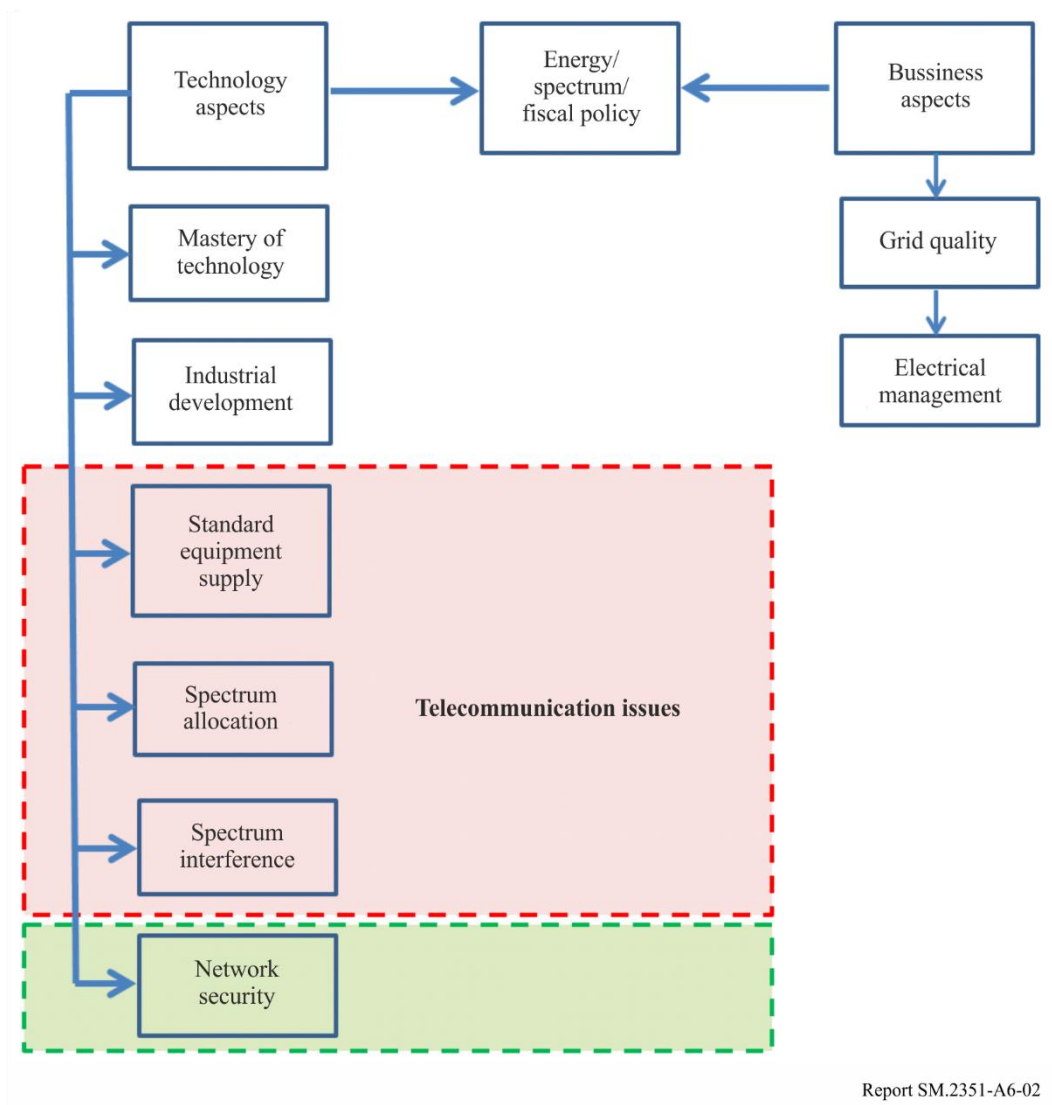 Technology
aspects
Energy/
spectrum/
fiscal policy
Bussiness
aspects
Mastery of
technology
Grid quality
Industrial
development
Electrical
management
Standard
equipment
supply
Spectrum
allocation
Telecommunication issues
Spectrum
interference
Network
security
Report SM.2351-A6-02